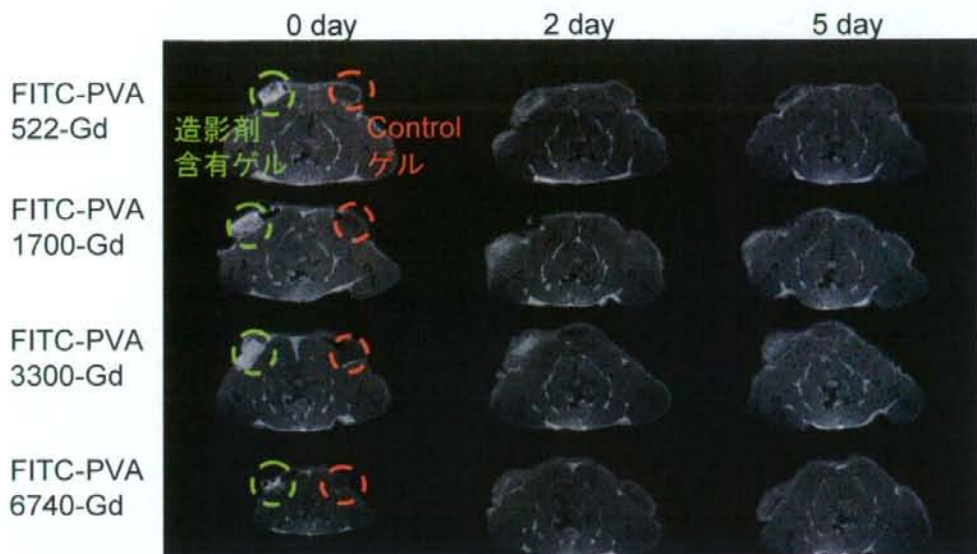 0 day
2 day
5 day
FITC-PVA
522-Gd
造影剤
含有ゲル
Control
ゲル
FITC-PVA
1700-Gd
FITC-PVA
3300-Gd
FITC-PVA
6740-Gd